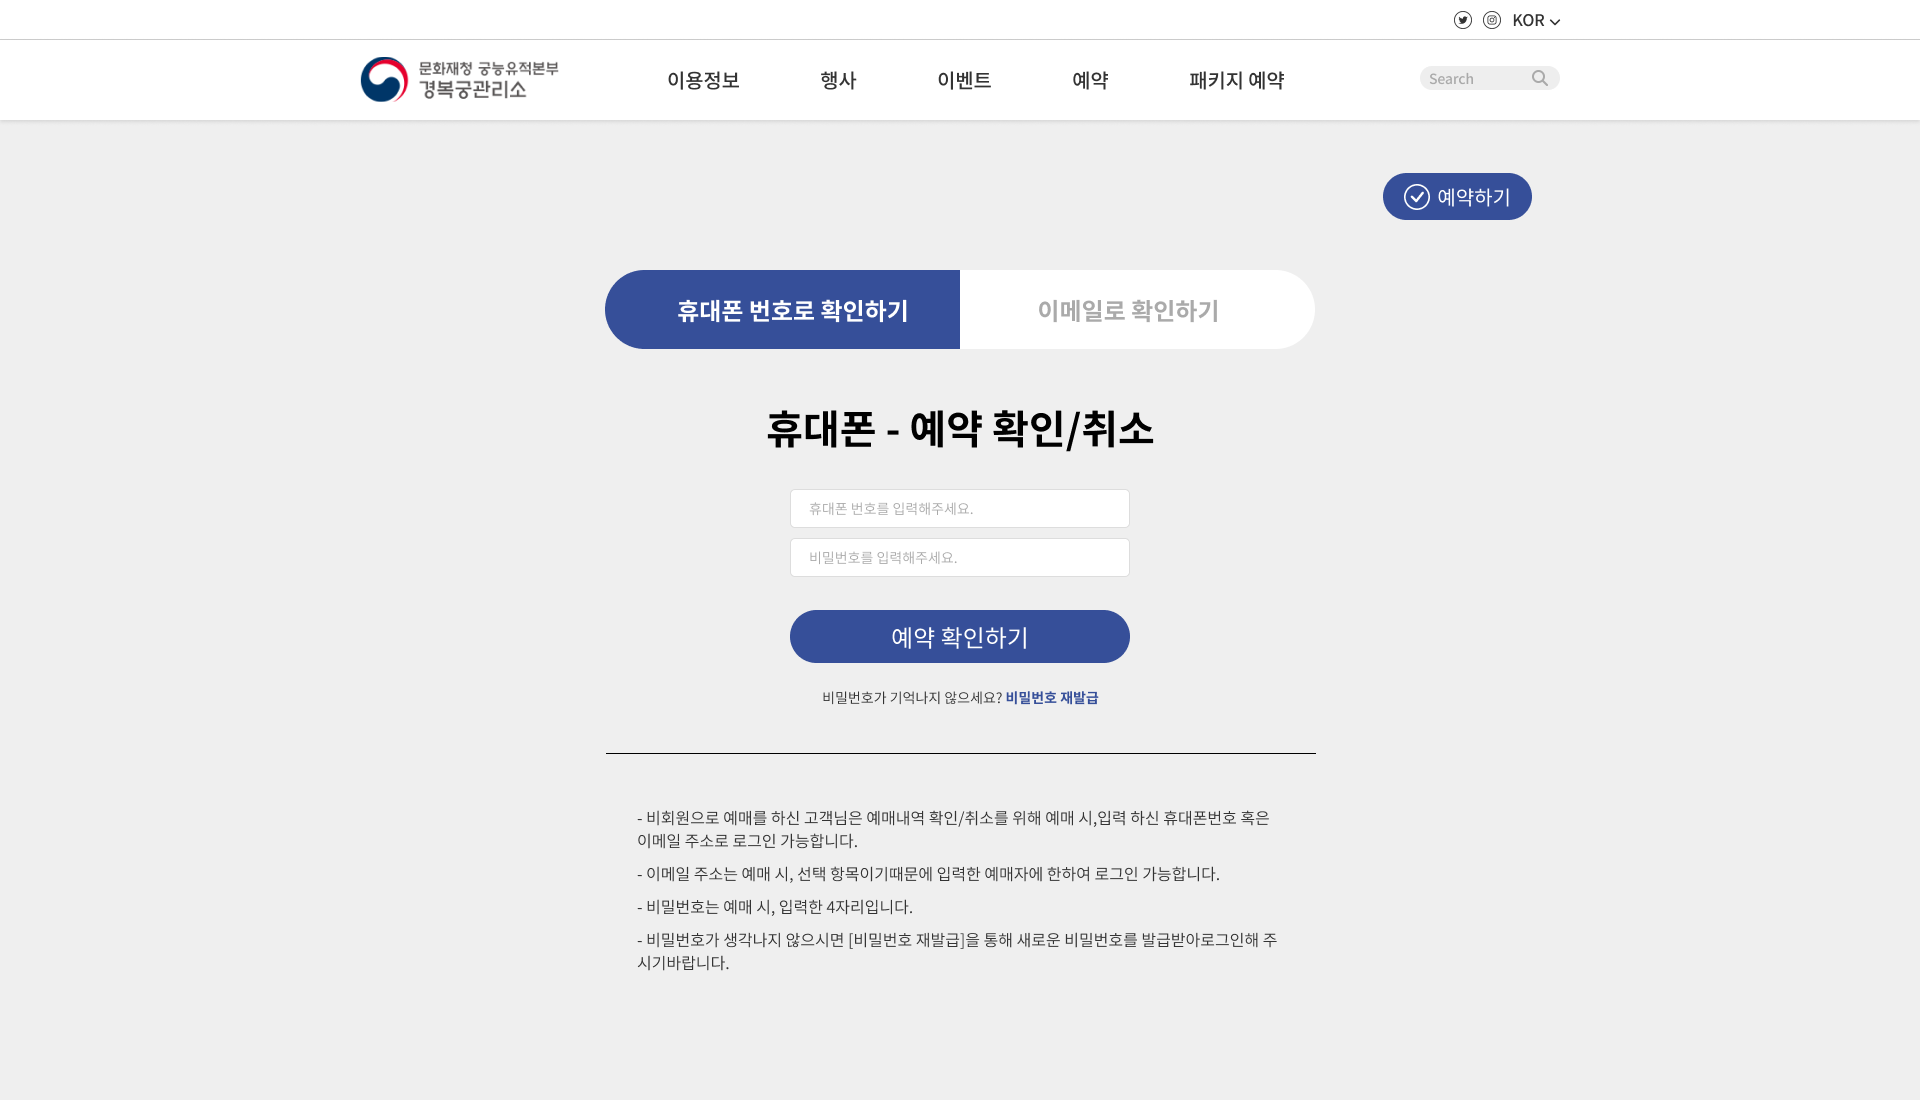 KOR
문화재청 궁능유적본부
경복궁관리소
이용정보 행사 이벤트 예약 패키지 예약
Search
예약하기
휴대폰 번호로 확인하기 이메일로 확인하기
휴대폰 - 예약 확인/취소
휴대폰 번호를 입력해주세요.
비밀번호를 입력해주세요.
예약 확인하기
비밀번호가 기억나지 않으세요? 비밀번호 재발급
- 비회원으로 예매를 하신 고객님은 예매내역 확인/취소를 위해 예매 시,입력 하신 휴대폰번호 혹은
이메일 주소로 로그인 가능합니다.
- 이메일 주소는 예매 시, 선택 항목이기때문에 입력한 예매자에 한하여 로그인 가능합니다.
- 비밀번호는 예매 시, 입력한 4자리입니다.
- 비밀번호가 생각나지 않으시면 [비밀번호 재발급]을 통해 새로운 비밀번호를 발급받아로그인해 주
시기바랍니다.